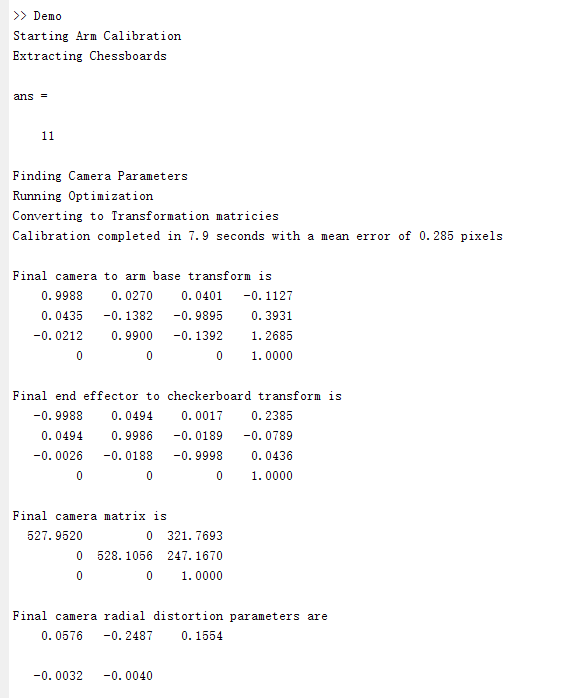 >> Demo
Starting Arm Calibration
Extracting Chessboards
ans =
11
Finding Camera Parameters
Running Optimization
Converting to Transformation matricies
Calibration completed in 7.9 seconds with a mean error of 0.285 pixels
Final camera to arm base transform is
0.9988 0.0270 0.0401 -0.1127
0.0435 -0.1382 -0.9895 0.3931
-0.0212 0.9900 -0.1392 1.2685
0 0 0 1.0000
Final end effector to checkerboard transform is
-0.9988 0.0494 0.0017 0.2385
0.0494 0.9986 -0.0189 -0.0789
-0.0026 -0.0188 -0.9998 0.0436
0 0 0 1.0000
Final camera matrix is
527.9520 0 321.7693
0 528.1056 247.1670
0 0 1.0000
Final camera radial distortion parameters are
0.0576 -0.2487 0.1554
-0.0032 -0.0040